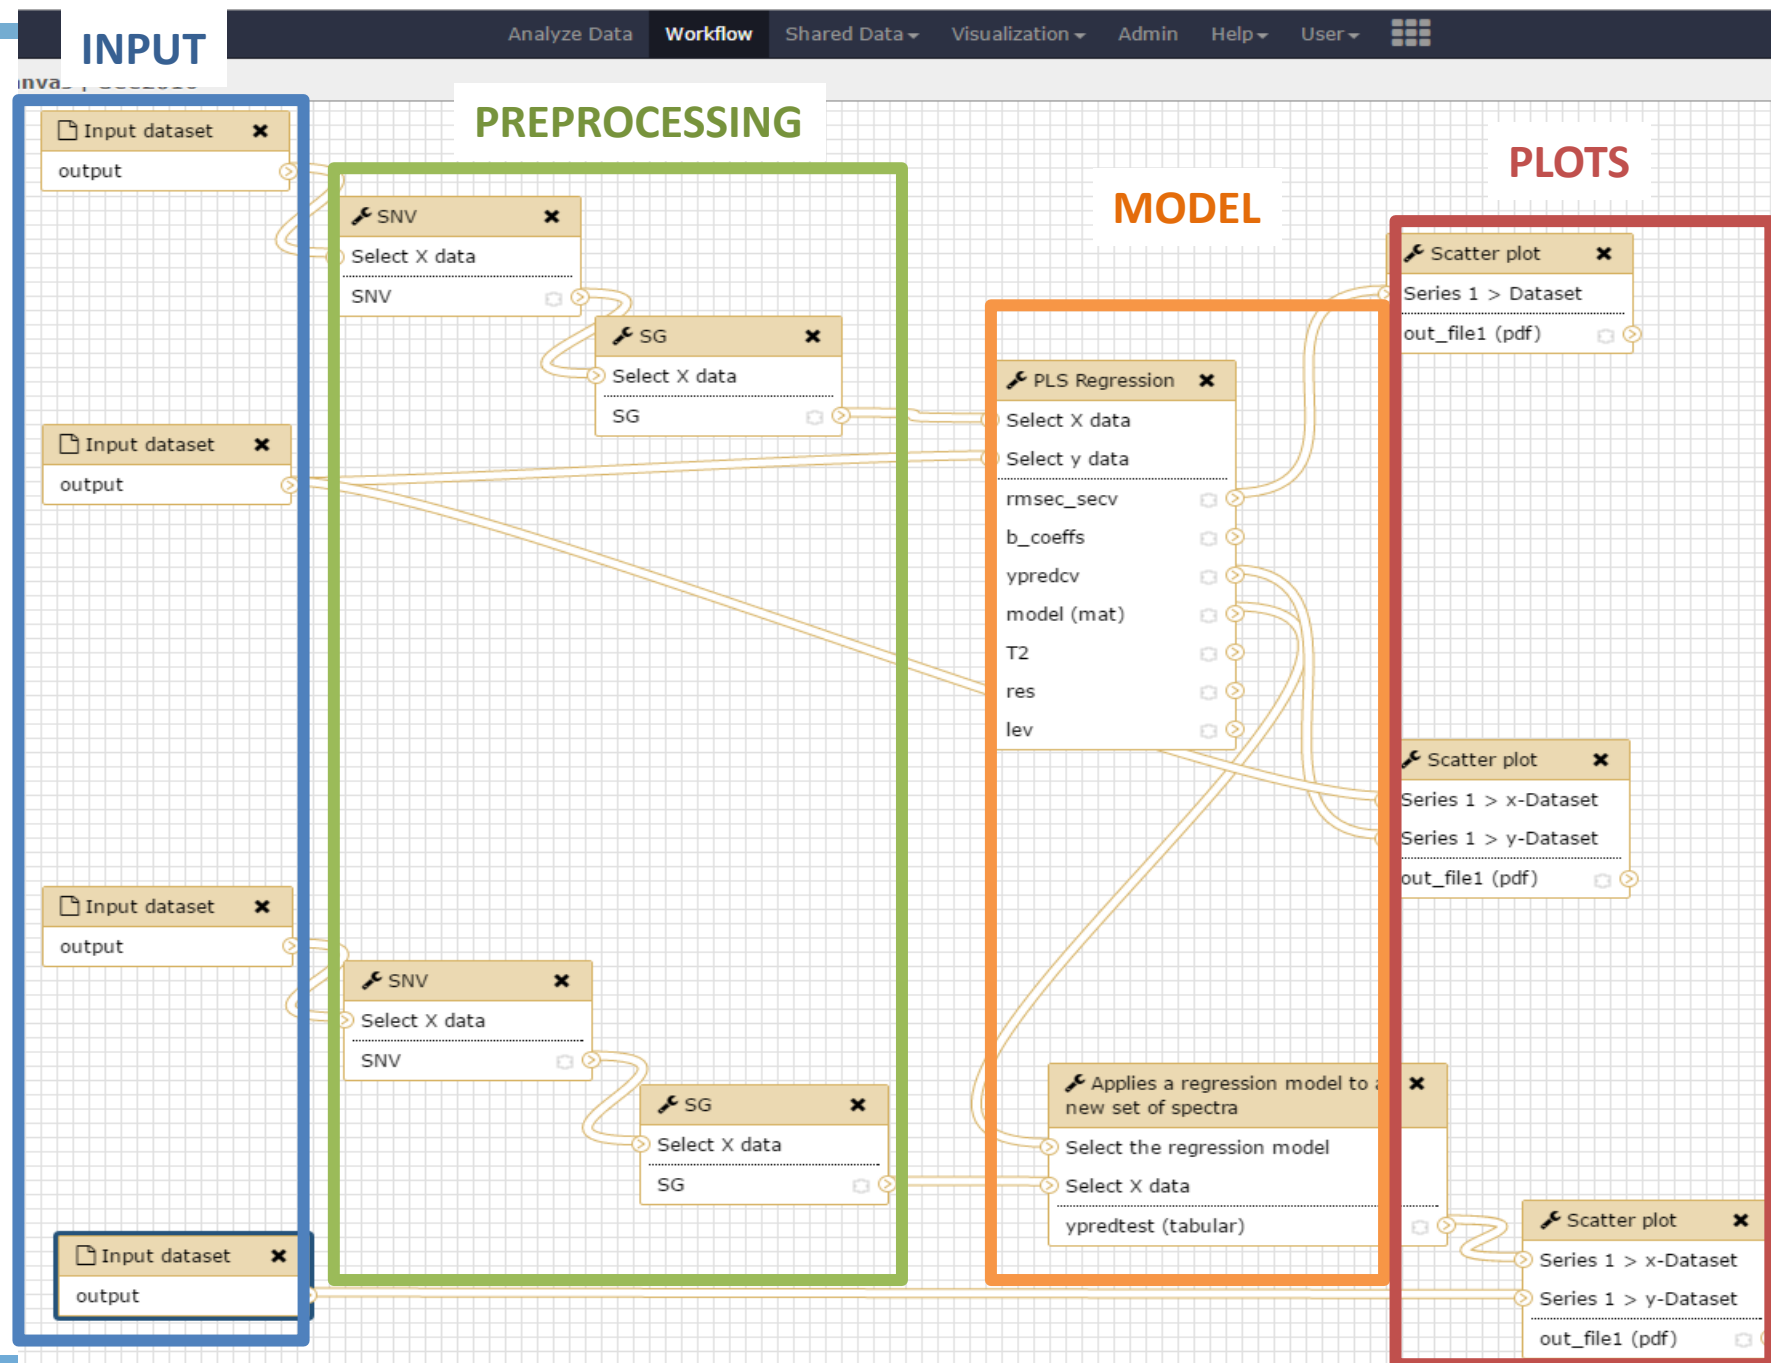 Analyze Data Workflow Shared Data Visualization Admin Help User
INPUT
PREPROCESSING
MODEL
PLOTS
Input dataset
output
SNV
Select X data
SNV
SG
Select X data
SG
Input dataset
output
PLS Regression
Select X data
Select y data
rmsec_secv
b_coeffs
ypredcv
model (mat)
T2
res
lev
Scatter plot
Series 1 > Dataset
out_file1 (pdf)
Scatter plot
Series 1 > x-Dataset
Series 1 > y-Dataset
out_file1 (pdf)
Input dataset
output
SNV
Select X data
SNV
SG
Select X data
SG
Applies a regression model to a
new set of spectra
Select the regression model
Select X data
ypredtest (tabular)
Input dataset
output
Scatter plot
Series 1 > x-Dataset
Series 1 > y-Dataset
out_file1 (pdf)